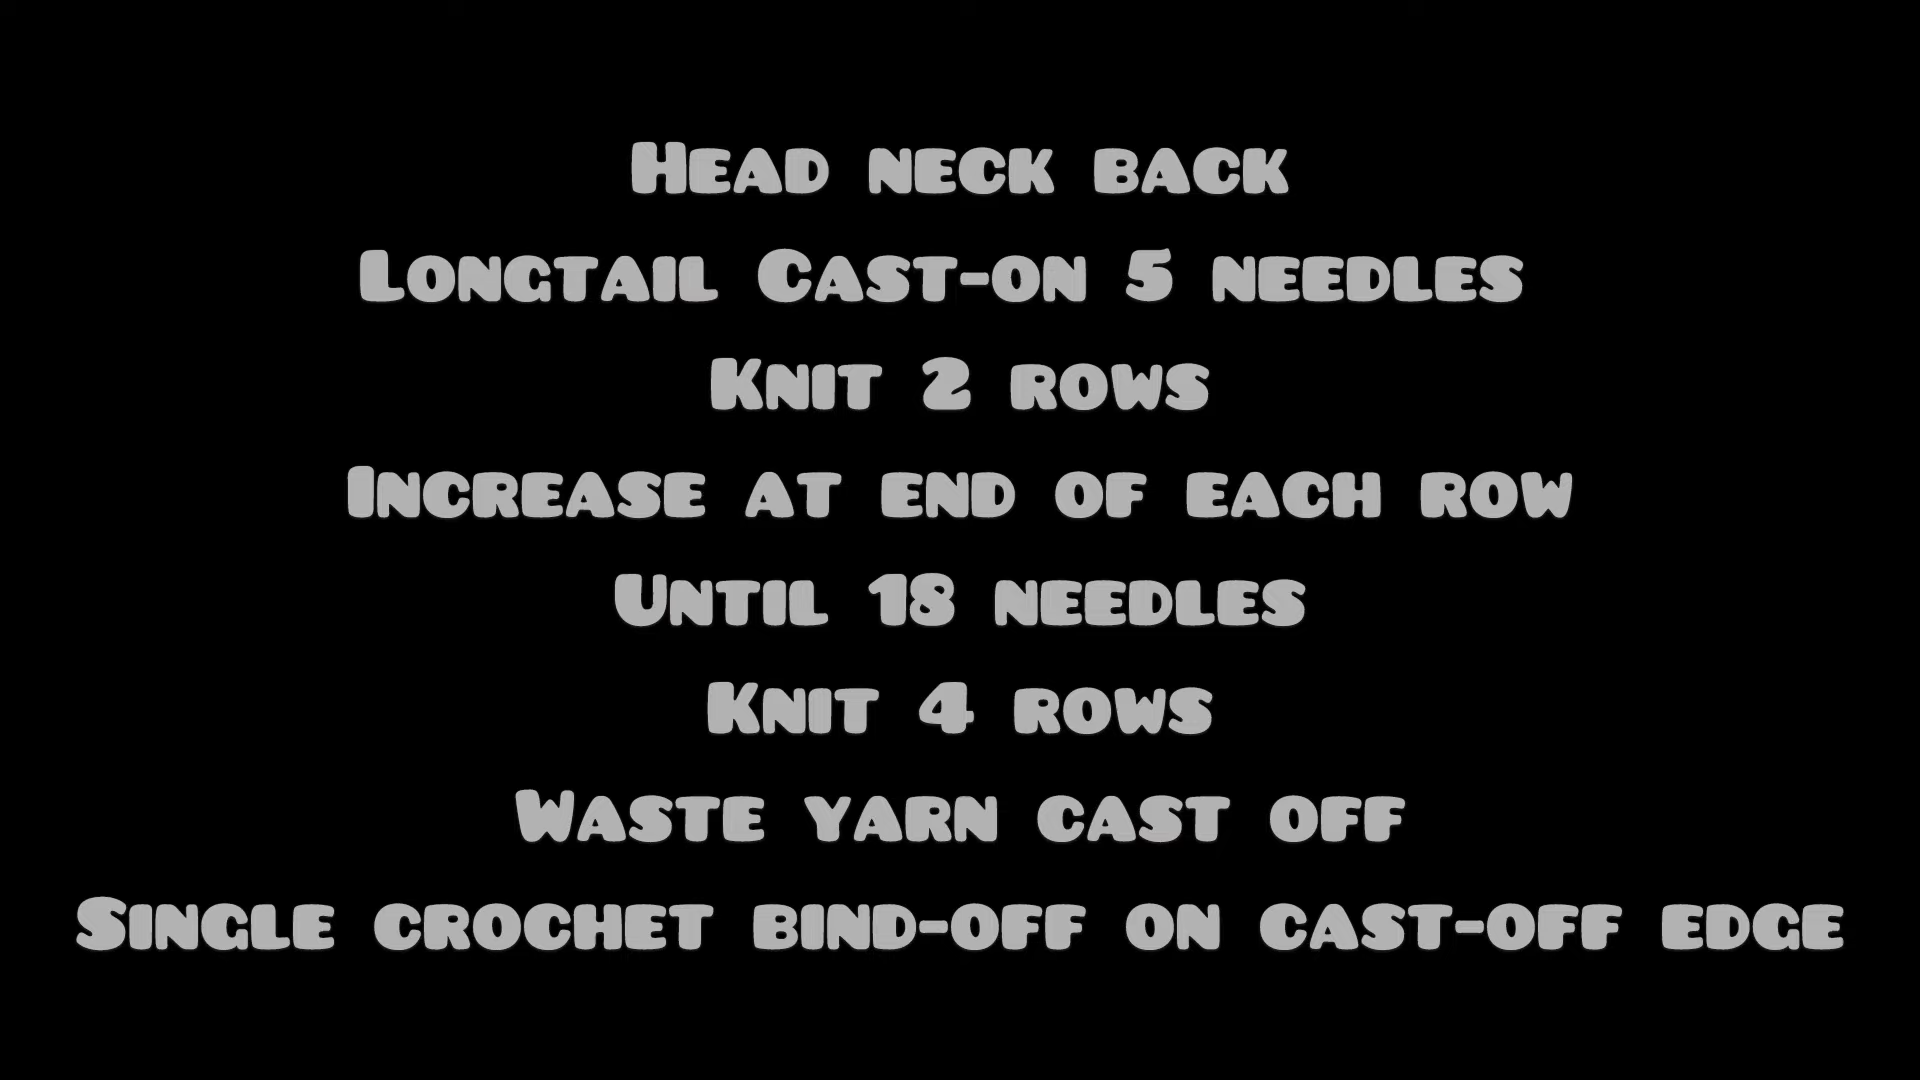 Head neck back
Longtail Cast-on 5 needles
Knit 2 rows
Increase at end of each row
Until 18 needles
Knit 4 rows
Waste yarn cast off
Single crochet bind-off on cast-off edge